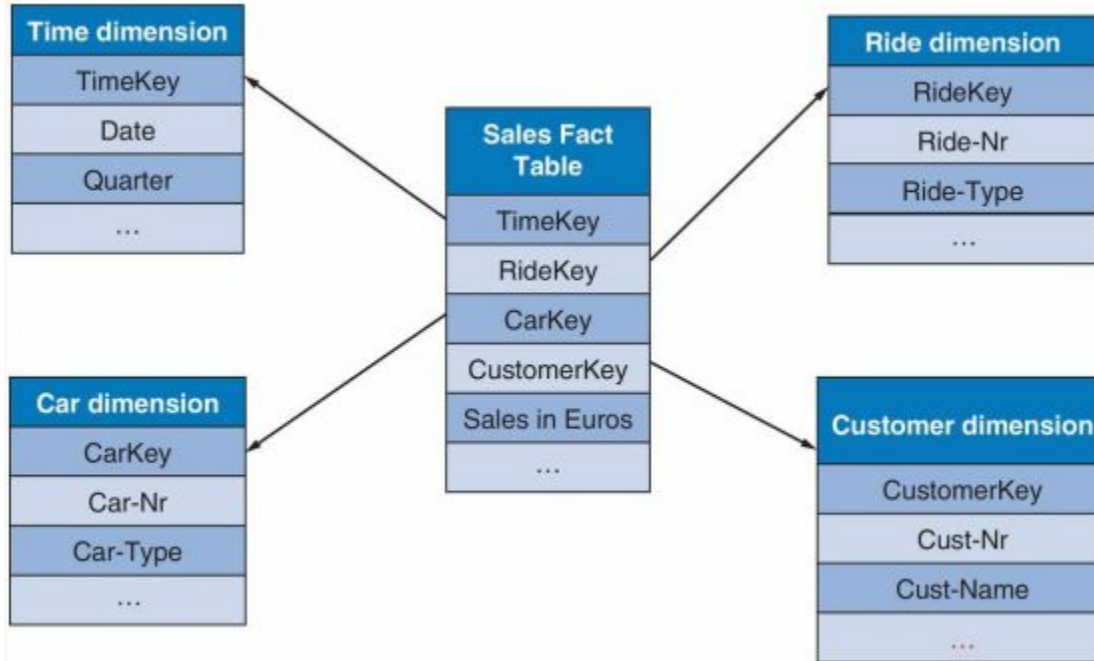 Time dimension
TimeKey
Date
Quarter
…
Ride dimension
RideKey
Ride-Nr
Ride-Type
…
Sales Fact
Table
TimeKey
RideKey
CarKey
CustomerKey
Sales in Euros
…
Car dimension
CarKey
Car-Nr
Car-Type
…
Customer dimension
CustomerKey
Cust-Nr
Cust-Name
…